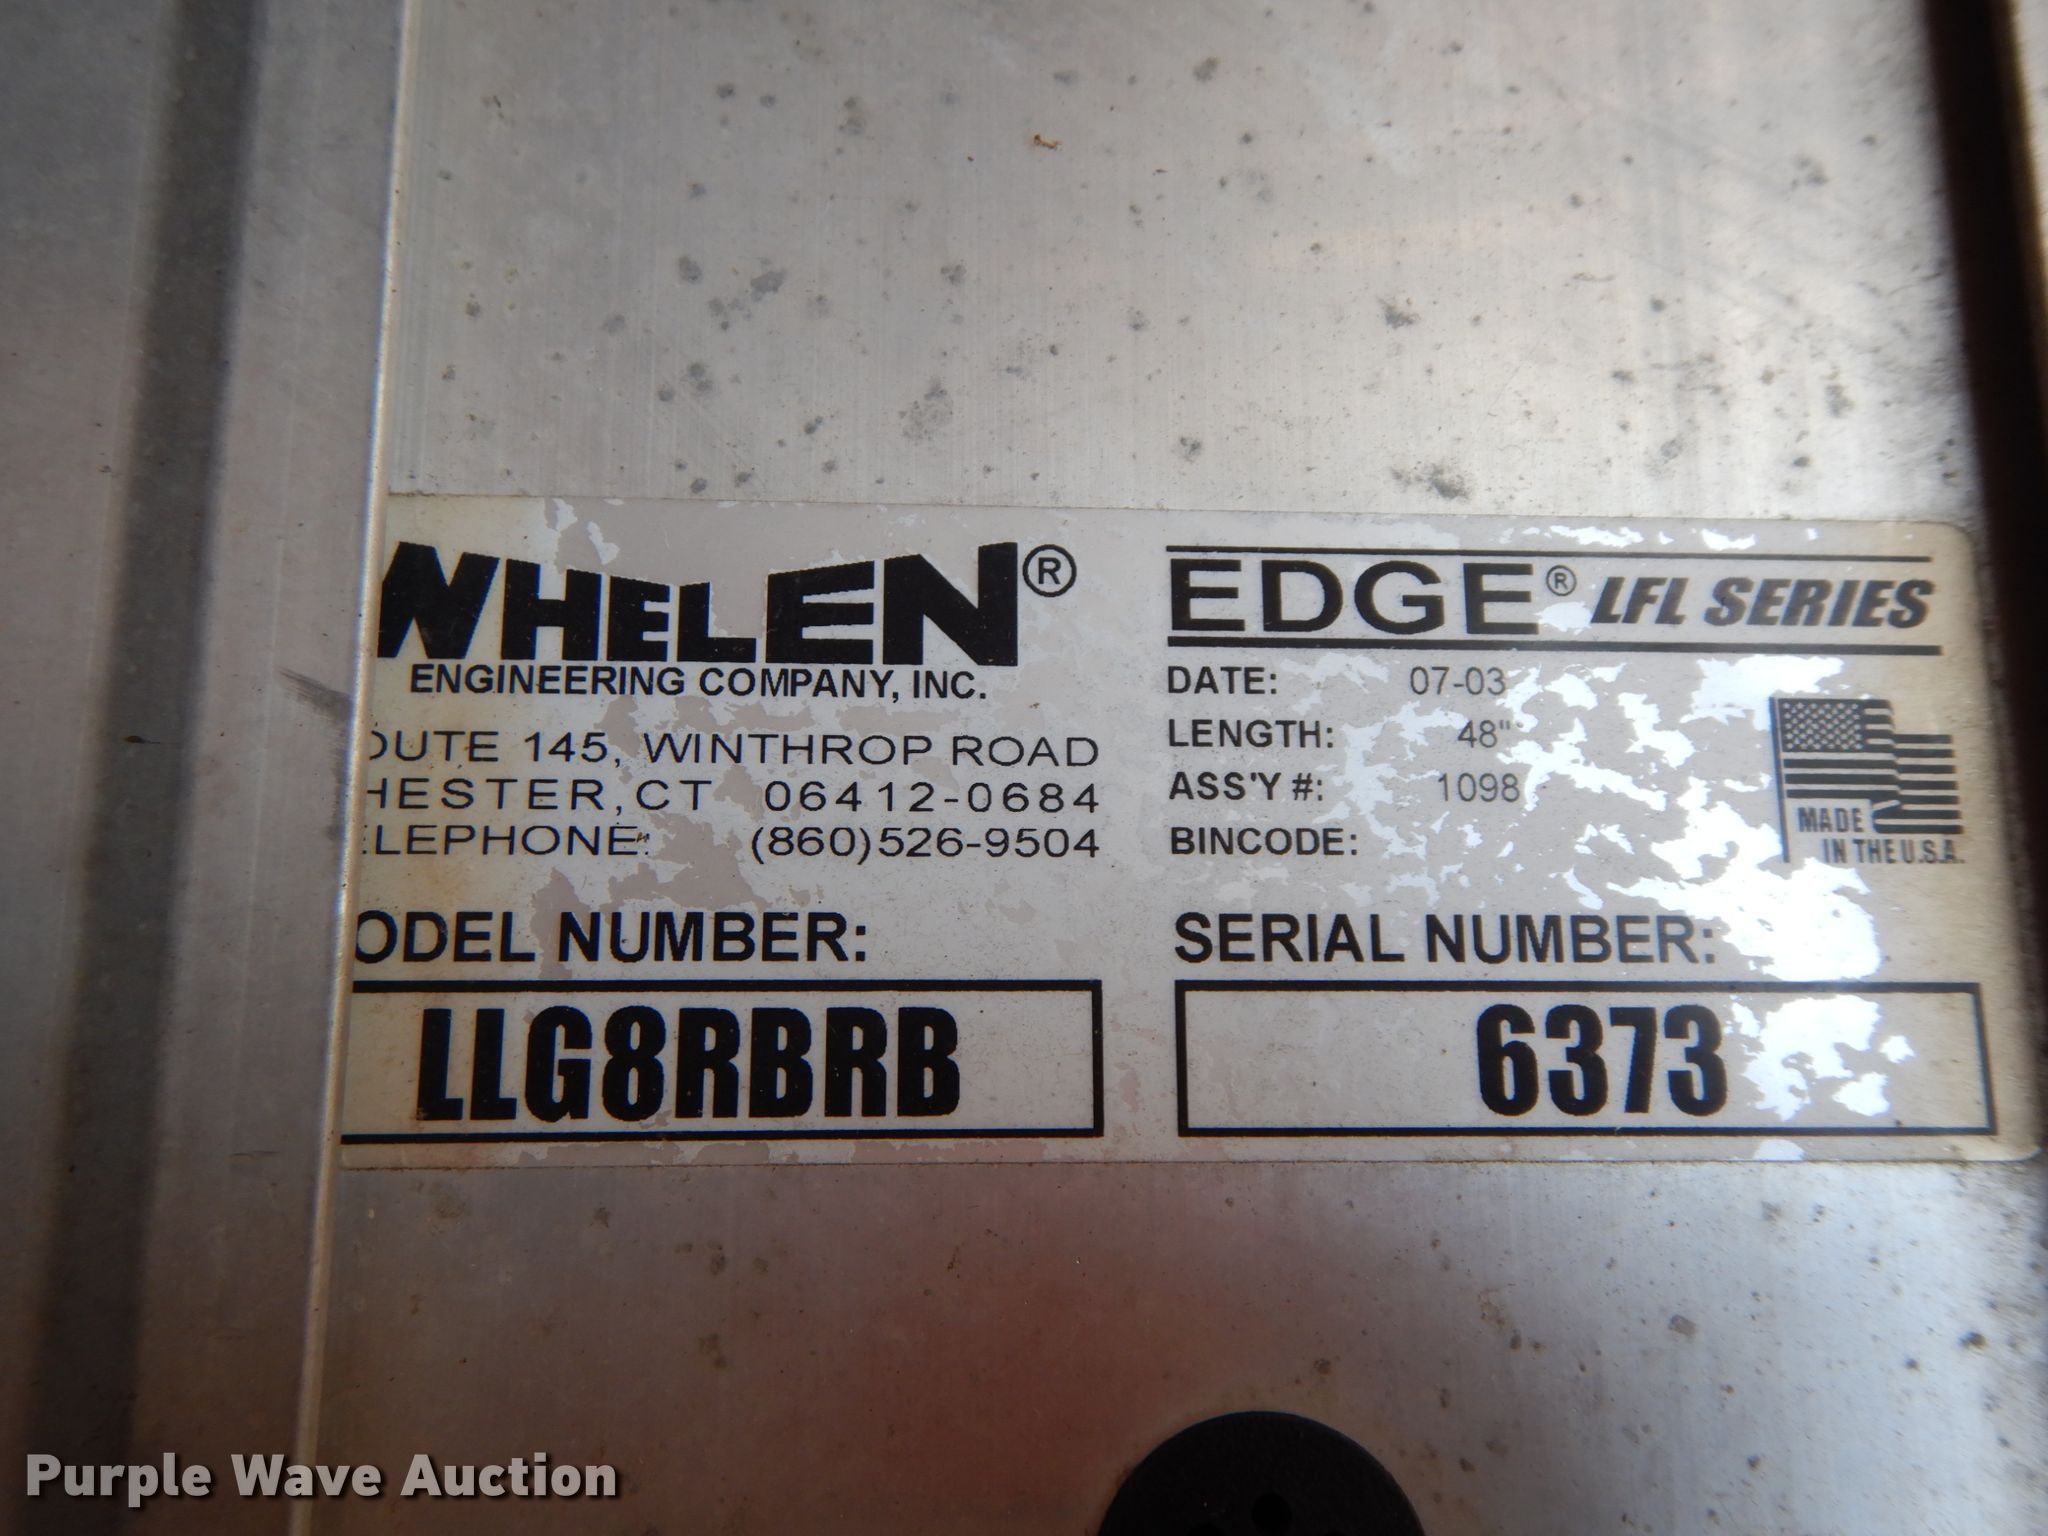 WHELEN®
ENGINEERING COMPANY, INC.
OUTE 145, WINTHROP ROAD
HESTER, CT 06412-0684
ELEPHONE: (860)526-9504
ODEL NUMBER:
LLG8RBRB
EDGE® LFL SERIES
DATE: 07-03
LENGTH: 48"
ASS'Y #: 1098
BINCODE:
MADE
IN THE U.S.A.
SERIAL NUMBER:
6373
Purple Wave Auction